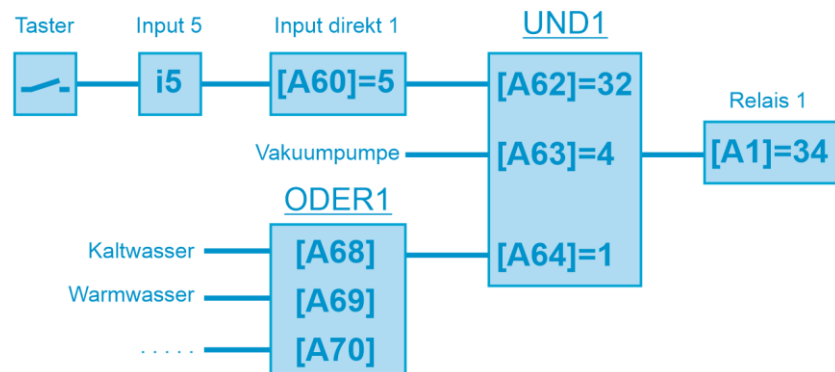 Taster
Input 5
Input direkt 1
UND1
i5
[A60]=5
[A62]=32
Relais 1
Vakuumpumpe
[A63]=4
[A1]=34
ODER1
Kaltwasser
[A68]
[A64]=1
Warmwasser
[A69]
.....
[A70]